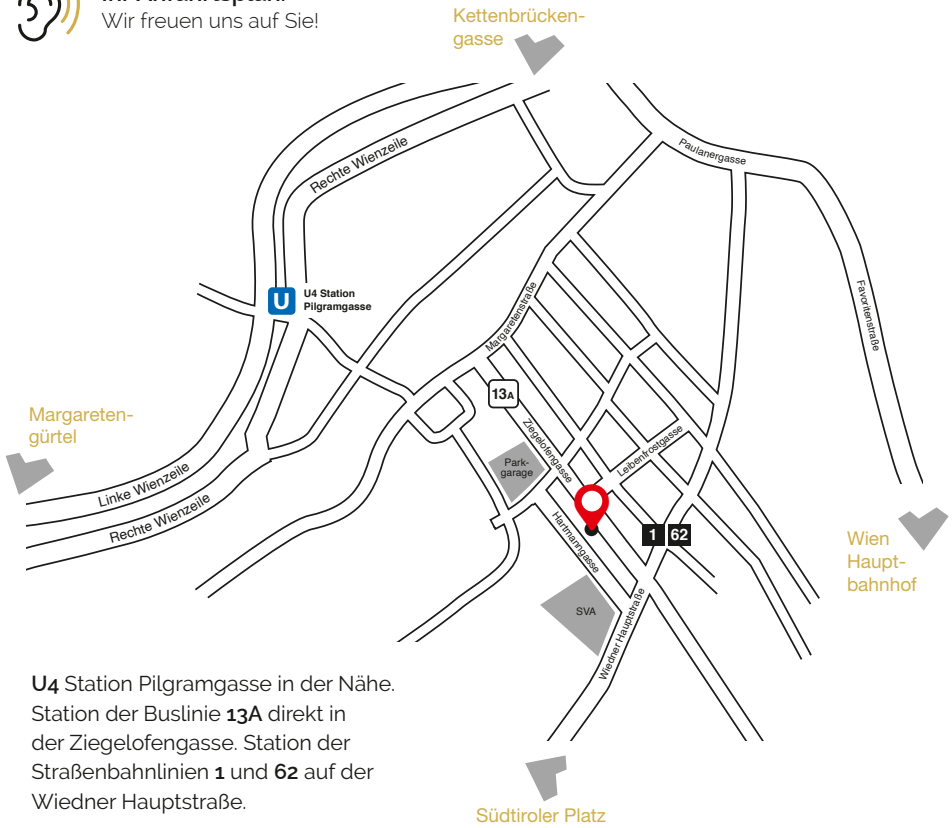 Wir freuen uns auf Sie!
Kettenbrücken-
gasse
Paulanergasse
Rechte Wienzeile
U
U4 Station
Pilgramgasse
Margaretenstraße
Favoritenstraße
13A
Margareten-
gürtel
Ziegelofengasse
Leibenfrostgasse
Park-
garage
Linke Wienzeile
Rechte Wienzeile
Hartmanngasse
1 62
Wien
Haupt-
bahnhof
SVA
Wiedner Hauptstraße
U4 Station Pilgramgasse in der Nähe.
Station der Buslinie 13A direkt in
der Ziegelofengasse. Station der
Straßenbahnlinien 1 und 62 auf der
Wiedner Hauptstraße.
Südtiroler Platz